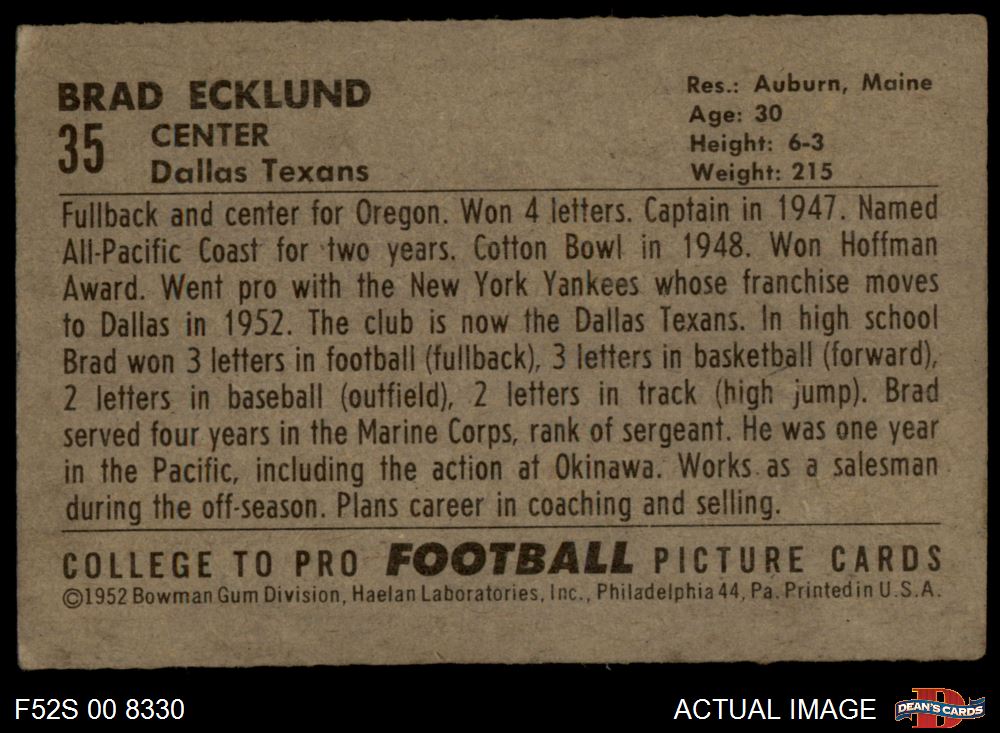 BRAD ECKLUND
35 CENTER
Dallas Texans
Res.: Auburn, Maine
Age: 30
Height: 6-3
Weight: 215
Fullback and center for Oregon. Won 4 letters. Captain in 1947. Named
All-Pacific Coast for two years. Cotton Bowl in 1948. Won Hoffman
Award. Went pro with the New York Yankees whose franchise moves
to Dallas in 1952. The club is now the Dallas Texans. In high school
Brad won 3 letters in football (fullback), 3 letters in basketball (forward),
2 letters in baseball (outfield), 2 letters in track (high jump). Brad
served four years in the Marine Corps, rank of sergeant. He was one year
in the Pacific, including the action at Okinawa. Works as a salesman
during the off-season. Plans career in coaching and selling.
COLLEGE TO PRO FOOTBALL PICTURE CARDS
©1952 Bowman Gum Division, Haelan Laboratories, Inc., Philadelphia 44, Pa. Printed in U.S.A.
F52S 00 8330
ACTUAL IMAGE
D
DEAN'S CARDS